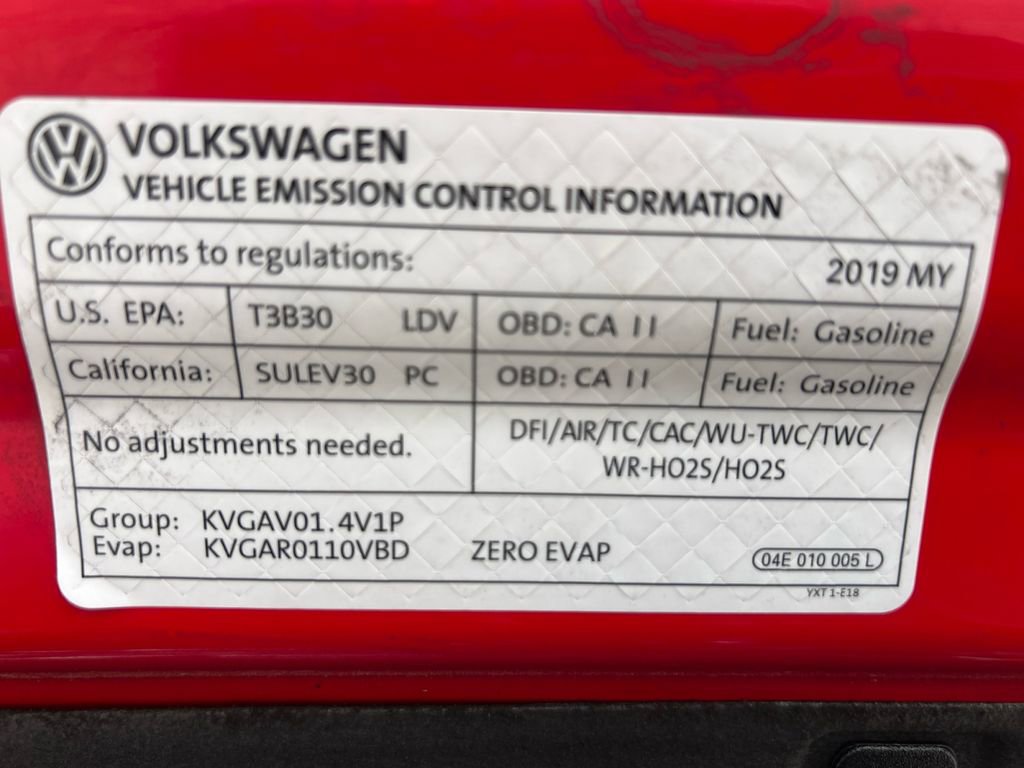 VOLKSWAGEN
VEHICLE EMISSION CONTROL INFORMATION
Conforms to regulations: 2019 MY
U.S. EPA: T3B30 LDV OBD: CA II Fuel: Gasoline
California: SULEV30 PC OBD: CA II Fuel: Gasoline
No adjustments needed.
DFI/AIR/TC/CAC/WU-TWC/TWC/
WR-HO2S/HO2S
Group: KVGAV01.4V1P
Evap: KVGAR0110VBD ZERO EVAP 04E 010 005 L
YXT 1-E18